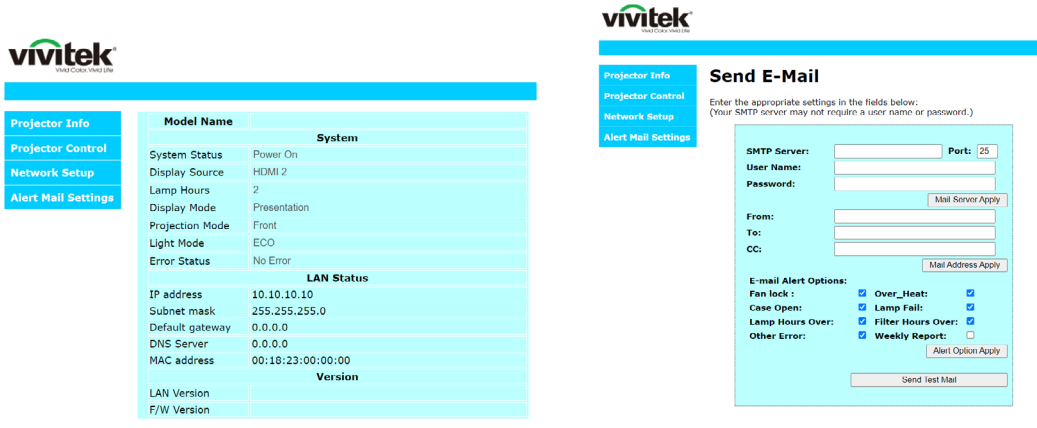 vivitek
Vivid Color, Vivid Life
Projector Info
Projector Control
Network Setup
Alert Mail Settings
Model Name
System
System Status Power On
Display Source HDMI 2
Lamp Hours 2
Display Mode Presentation
Projection Mode Front
Light Mode ECO
Error Status No Error
LAN Status
IP address 10.10.10.10
Subnet mask 255.255.255.0
Default gateway 0.0.0.0
DNS Server 0.0.0.0
MAC address 00:18:23:00:00:00
Version
LAN Version
F/W Version
vivitek
Vivid Color, Vivid Life
Projector Info
Projector Control
Network Setup
Alert Mail Settings
Send E-Mail
Enter the appropriate settings in the fields below:
(Your SMTP server may not require a user name or password.)
SMTP Server: Port: 25
User Name:
Password:
Mail Server Apply
From:
To:
CC:
Mail Address Apply
E-mail Alert Options:
Fan lock : Over_Heat:
Case Open: Lamp Fail:
Lamp Hours Over: Filter Hours Over:
Other Error: Weekly Report:
Alert Option Apply
Send Test Mail